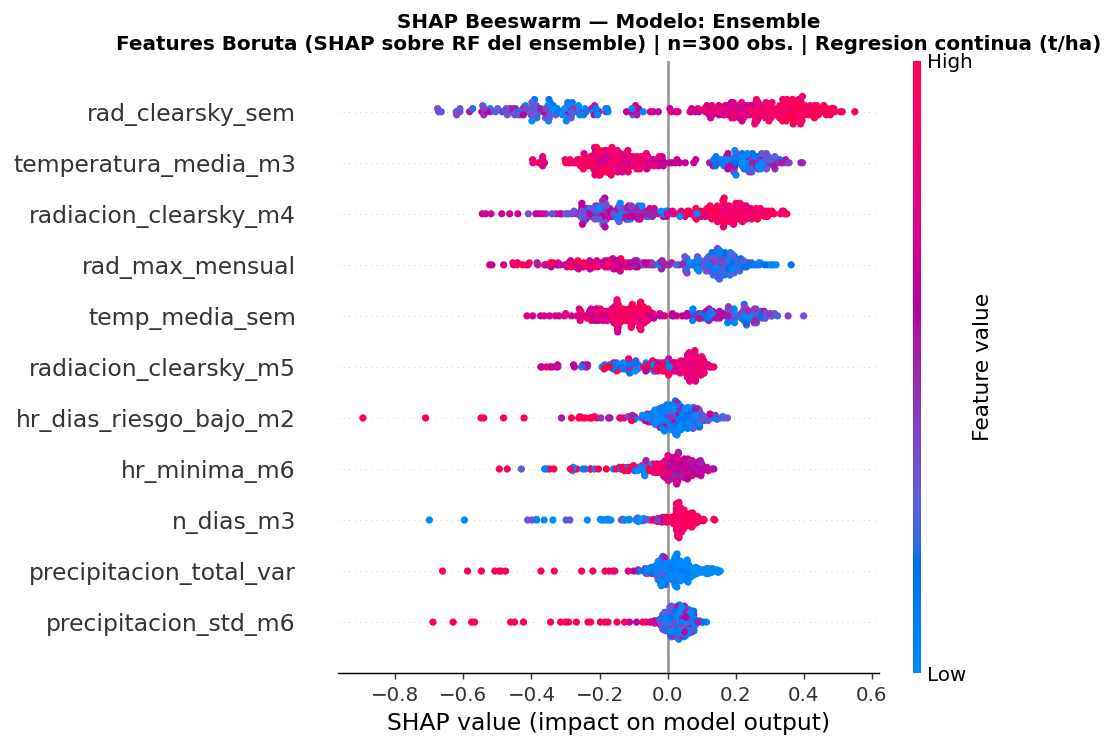 SHAP Beeswarm — Modelo: Ensemble
Features Boruta (SHAP sobre RF del ensemble) | n=300 obs. | Regresion continua (t/ha)
High
rad_clearsky_sem
temperatura_media_m3
radiacion_clearsky_m4
rad_max_mensual
temp_media_sem
radiacion_clearsky_m5
hr_dias_riesgo_bajo_m2
hr_minima_m6
n_dias_m3
precipitacion_total_var
precipitacion_std_m6
Feature value
Low
−0.8 −0.6 −0.4 −0.2 0.0 0.2 0.4 0.6
SHAP value (impact on model output)